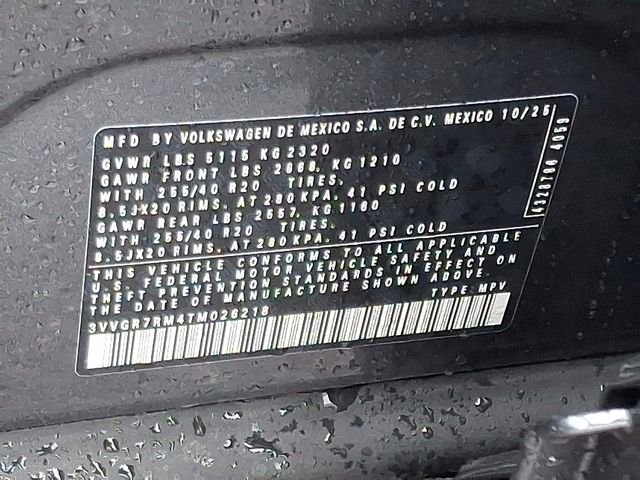 MFD BY VOLKSWAGEN DE MEXICO S.A. DE C.V. MEXICO 10/25
GVWR LBS 5115 KG 2320
GAWR FRONT LBS 2668, KG 1210
WITH 255/40 R20 TIRES,
8.5JX20 RIMS, AT 280 KPA, 41 PSI COLD
GAWR REAR LBS 2557, KG 1160
WITH 255/40 R20 TIRES,
8.5JX20 RIMS, AT 280 KPA, 41 PSI COLD
THIS VEHICLE CONFORMS TO ALL APPLICABLE
U.S. FEDERAL MOTOR VEHICLE SAFETY AND
THEFT PREVENTION STANDARDS IN EFFECT ON
THE DATE OF MANUFACTURE SHOWN ABOVE.
3VVGR7RM4TM026218 TYPE: MPV
4328786 4059